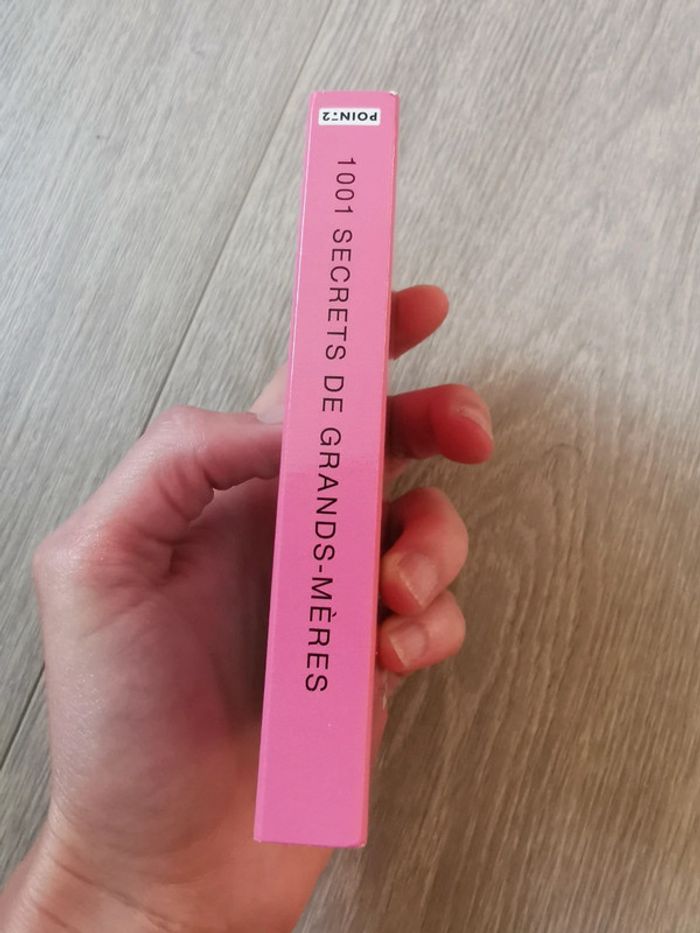 POINT2
1001 SECRETS DE GRANDS-MÈRES